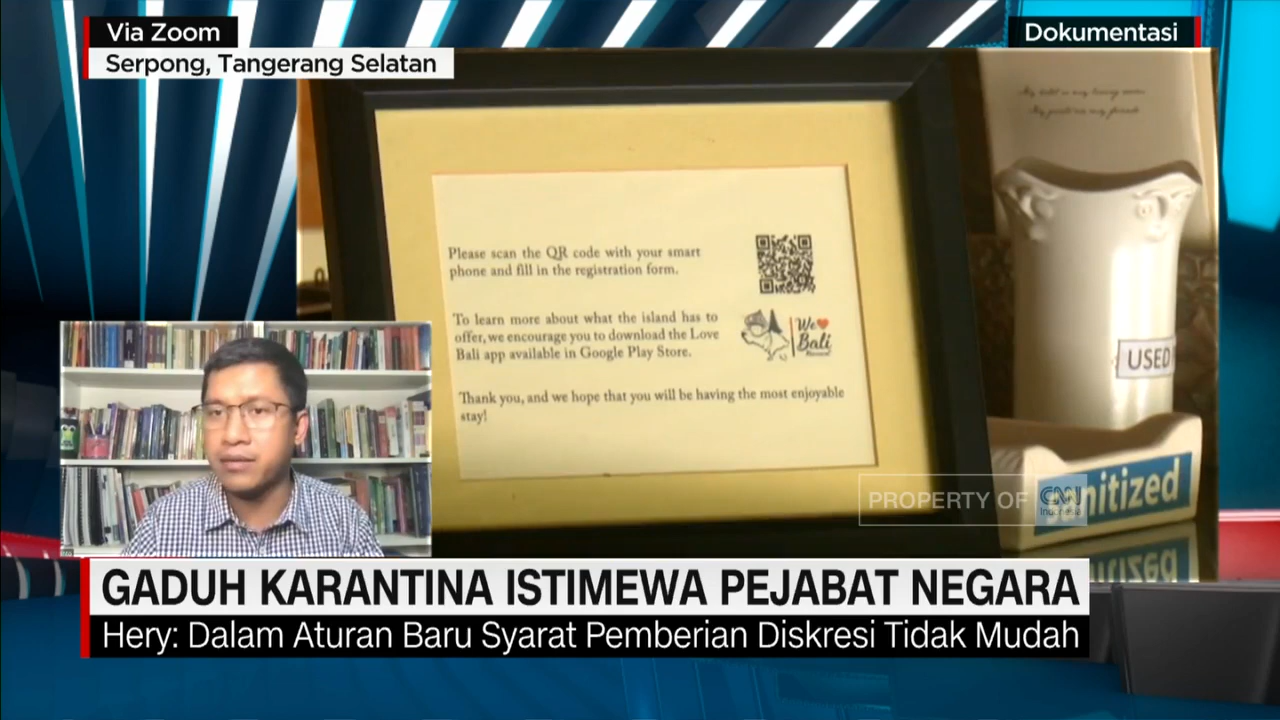 Via Zoom
Serpong, Tangerang Selatan
Dokumentasi
Please scan the QR code with your smart
phone and fill in the registration form.
To learn more about what the island has to
offer, we encourage you to download the Love
Bali app available in Google Play Store.
We
Bali
Thank you, and we hope that you will be having the most enjoyable
stay!
USED
sanitized
PROPERTY OF CNN
Indonesia
GADUH KARANTINA ISTIMEWA PEJABAT NEGARA
Hery: Dalam Aturan Baru Syarat Pemberian Diskresi Tidak Mudah